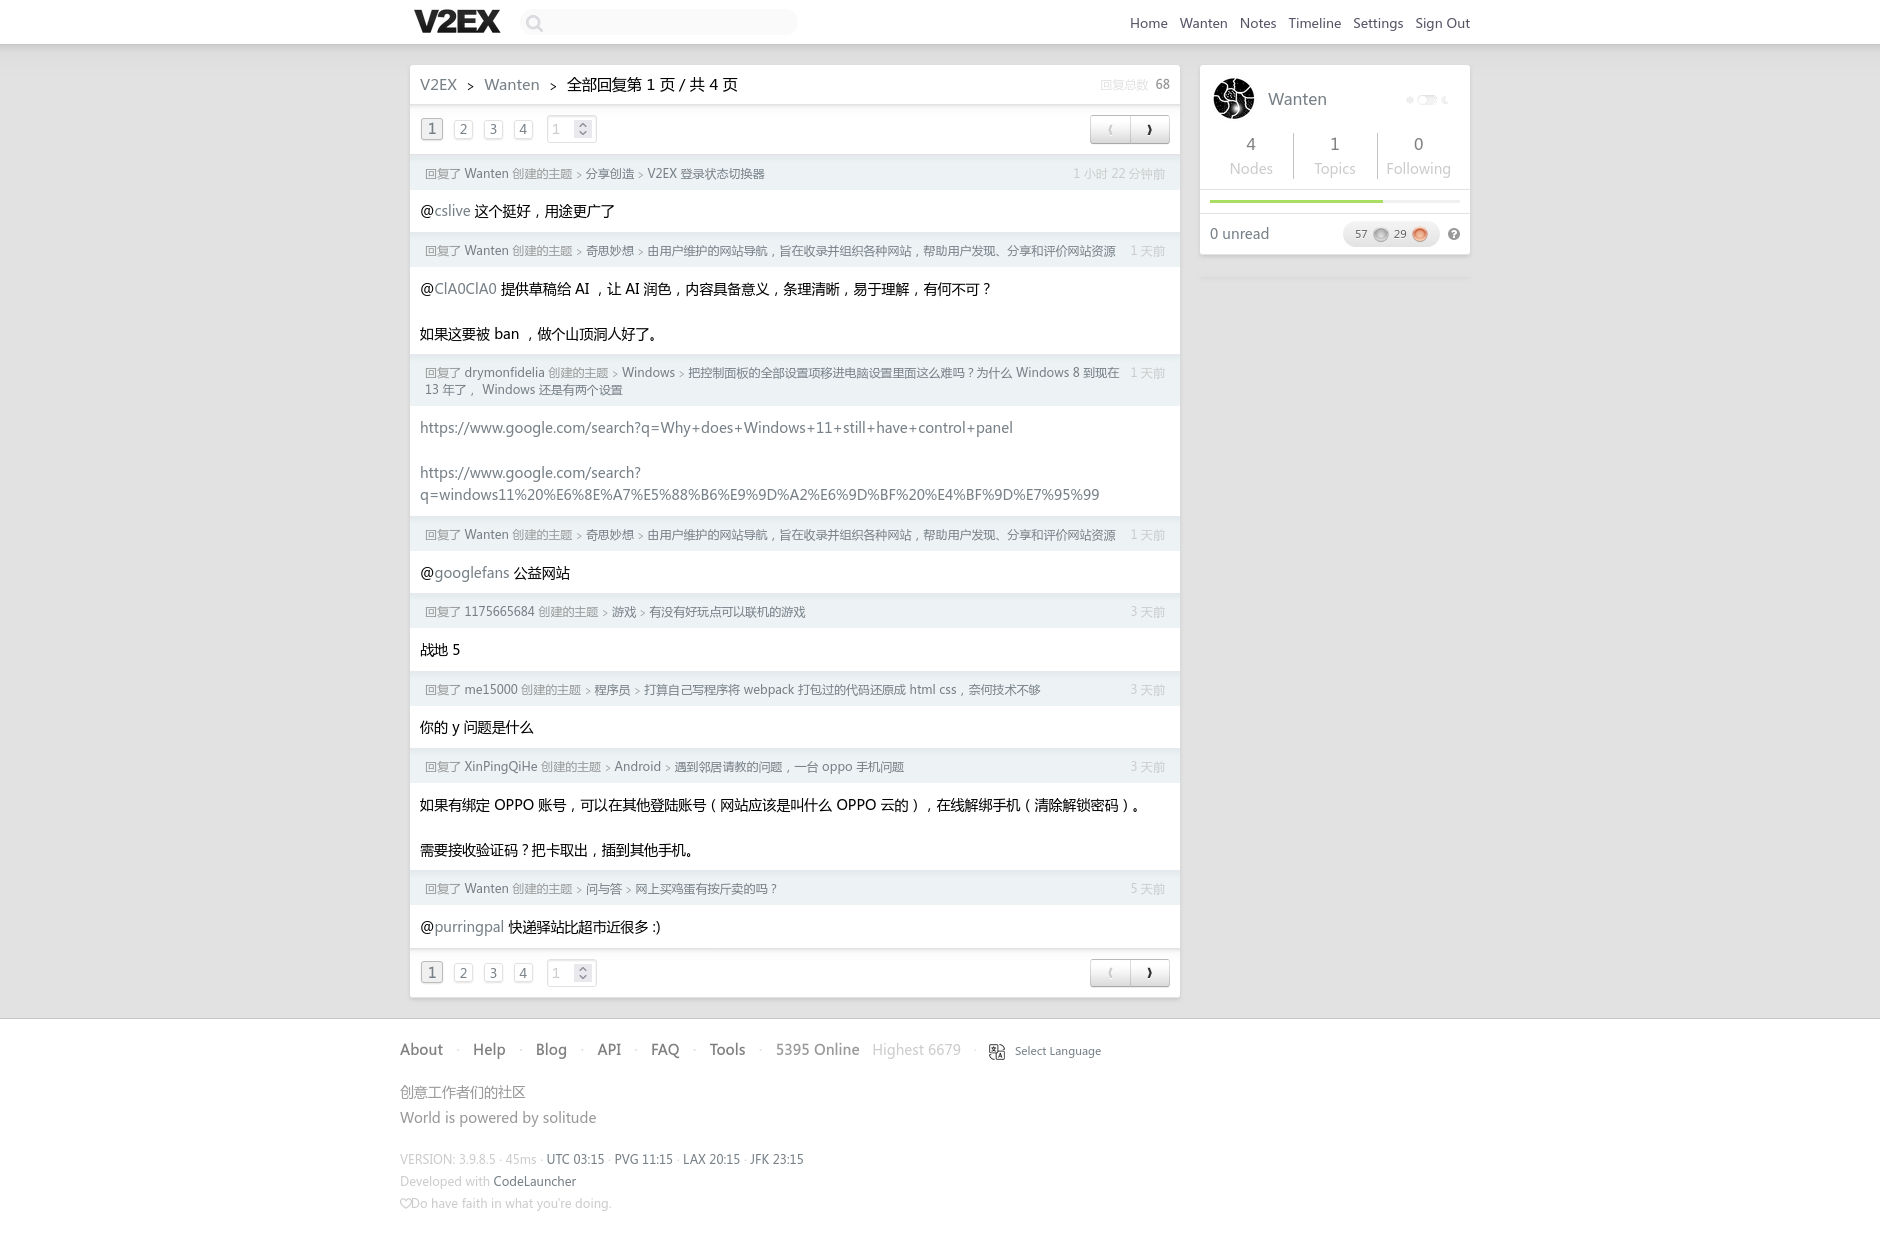 V2EX
Home Wanten Notes Timeline Settings Sign Out
V2EX > Wanten > 全部回复第 1 页 / 共 4 页
回复总数 68
1 2 3 4 1 ‹ ›
回复了 Wanten 创建的主题 > 分享创造 > V2EX 登录状态切换器 1 小时 22 分钟前
@cslive 这个挺好，用途更广了
回复了 Wanten 创建的主题 > 奇思妙想 > 由用户维护的网站导航，旨在收录并组织各种网站，帮助用户发现、分享和评价网站资源 1 天前
@ClA0ClA0 提供草稿给 AI ，让 AI 润色，内容具备意义，条理清晰，易于理解，有何不可？
如果这要被 ban ，做个山顶洞人好了。
回复了 drymonfidelia 创建的主题 > Windows > 把控制面板的全部设置项移进电脑设置里面这么难吗？为什么 Windows 8 到现在 1 天前
13 年了， Windows 还是有两个设置
https://www.google.com/search?q=Why+does+Windows+11+still+have+control+panel
https://www.google.com/search?
q=windows11%20%E6%8E%A7%E5%88%B6%E9%9D%A2%E6%9D%BF%20%E4%BF%9D%E7%95%99
回复了 Wanten 创建的主题 > 奇思妙想 > 由用户维护的网站导航，旨在收录并组织各种网站，帮助用户发现、分享和评价网站资源 1 天前
@googlefans 公益网站
回复了 1175665684 创建的主题 > 游戏 > 有没有好玩点可以联机的游戏 3 天前
战地 5
回复了 me15000 创建的主题 > 程序员 > 打算自己写程序将 webpack 打包过的代码还原成 html css，奈何技术不够 3 天前
你的 y 问题是什么
回复了 XinPingQiHe 创建的主题 > Android > 遇到邻居请教的问题，一台 oppo 手机问题 3 天前
如果有绑定 OPPO 账号，可以在其他登陆账号（网站应该是叫什么 OPPO 云的），在线解绑手机（清除解锁密码）。
需要接收验证码？把卡取出，插到其他手机。
回复了 Wanten 创建的主题 > 问与答 > 网上买鸡蛋有按斤卖的吗？ 5 天前
@purringpal 快递驿站比超市近很多 :)
1 2 3 4 1 ‹ ›
Wanten
4 1 0
Nodes Topics Following
0 unread 57 29
About · Help · Blog · API · FAQ · Tools · 5395 Online Highest 6679 · Select Language
创意工作者们的社区
World is powered by solitude
VERSION: 3.9.8.5 · 45ms · UTC 03:15 · PVG 11:15 · LAX 20:15 · JFK 23:15
Developed with CodeLauncher
♡Do have faith in what you're doing.